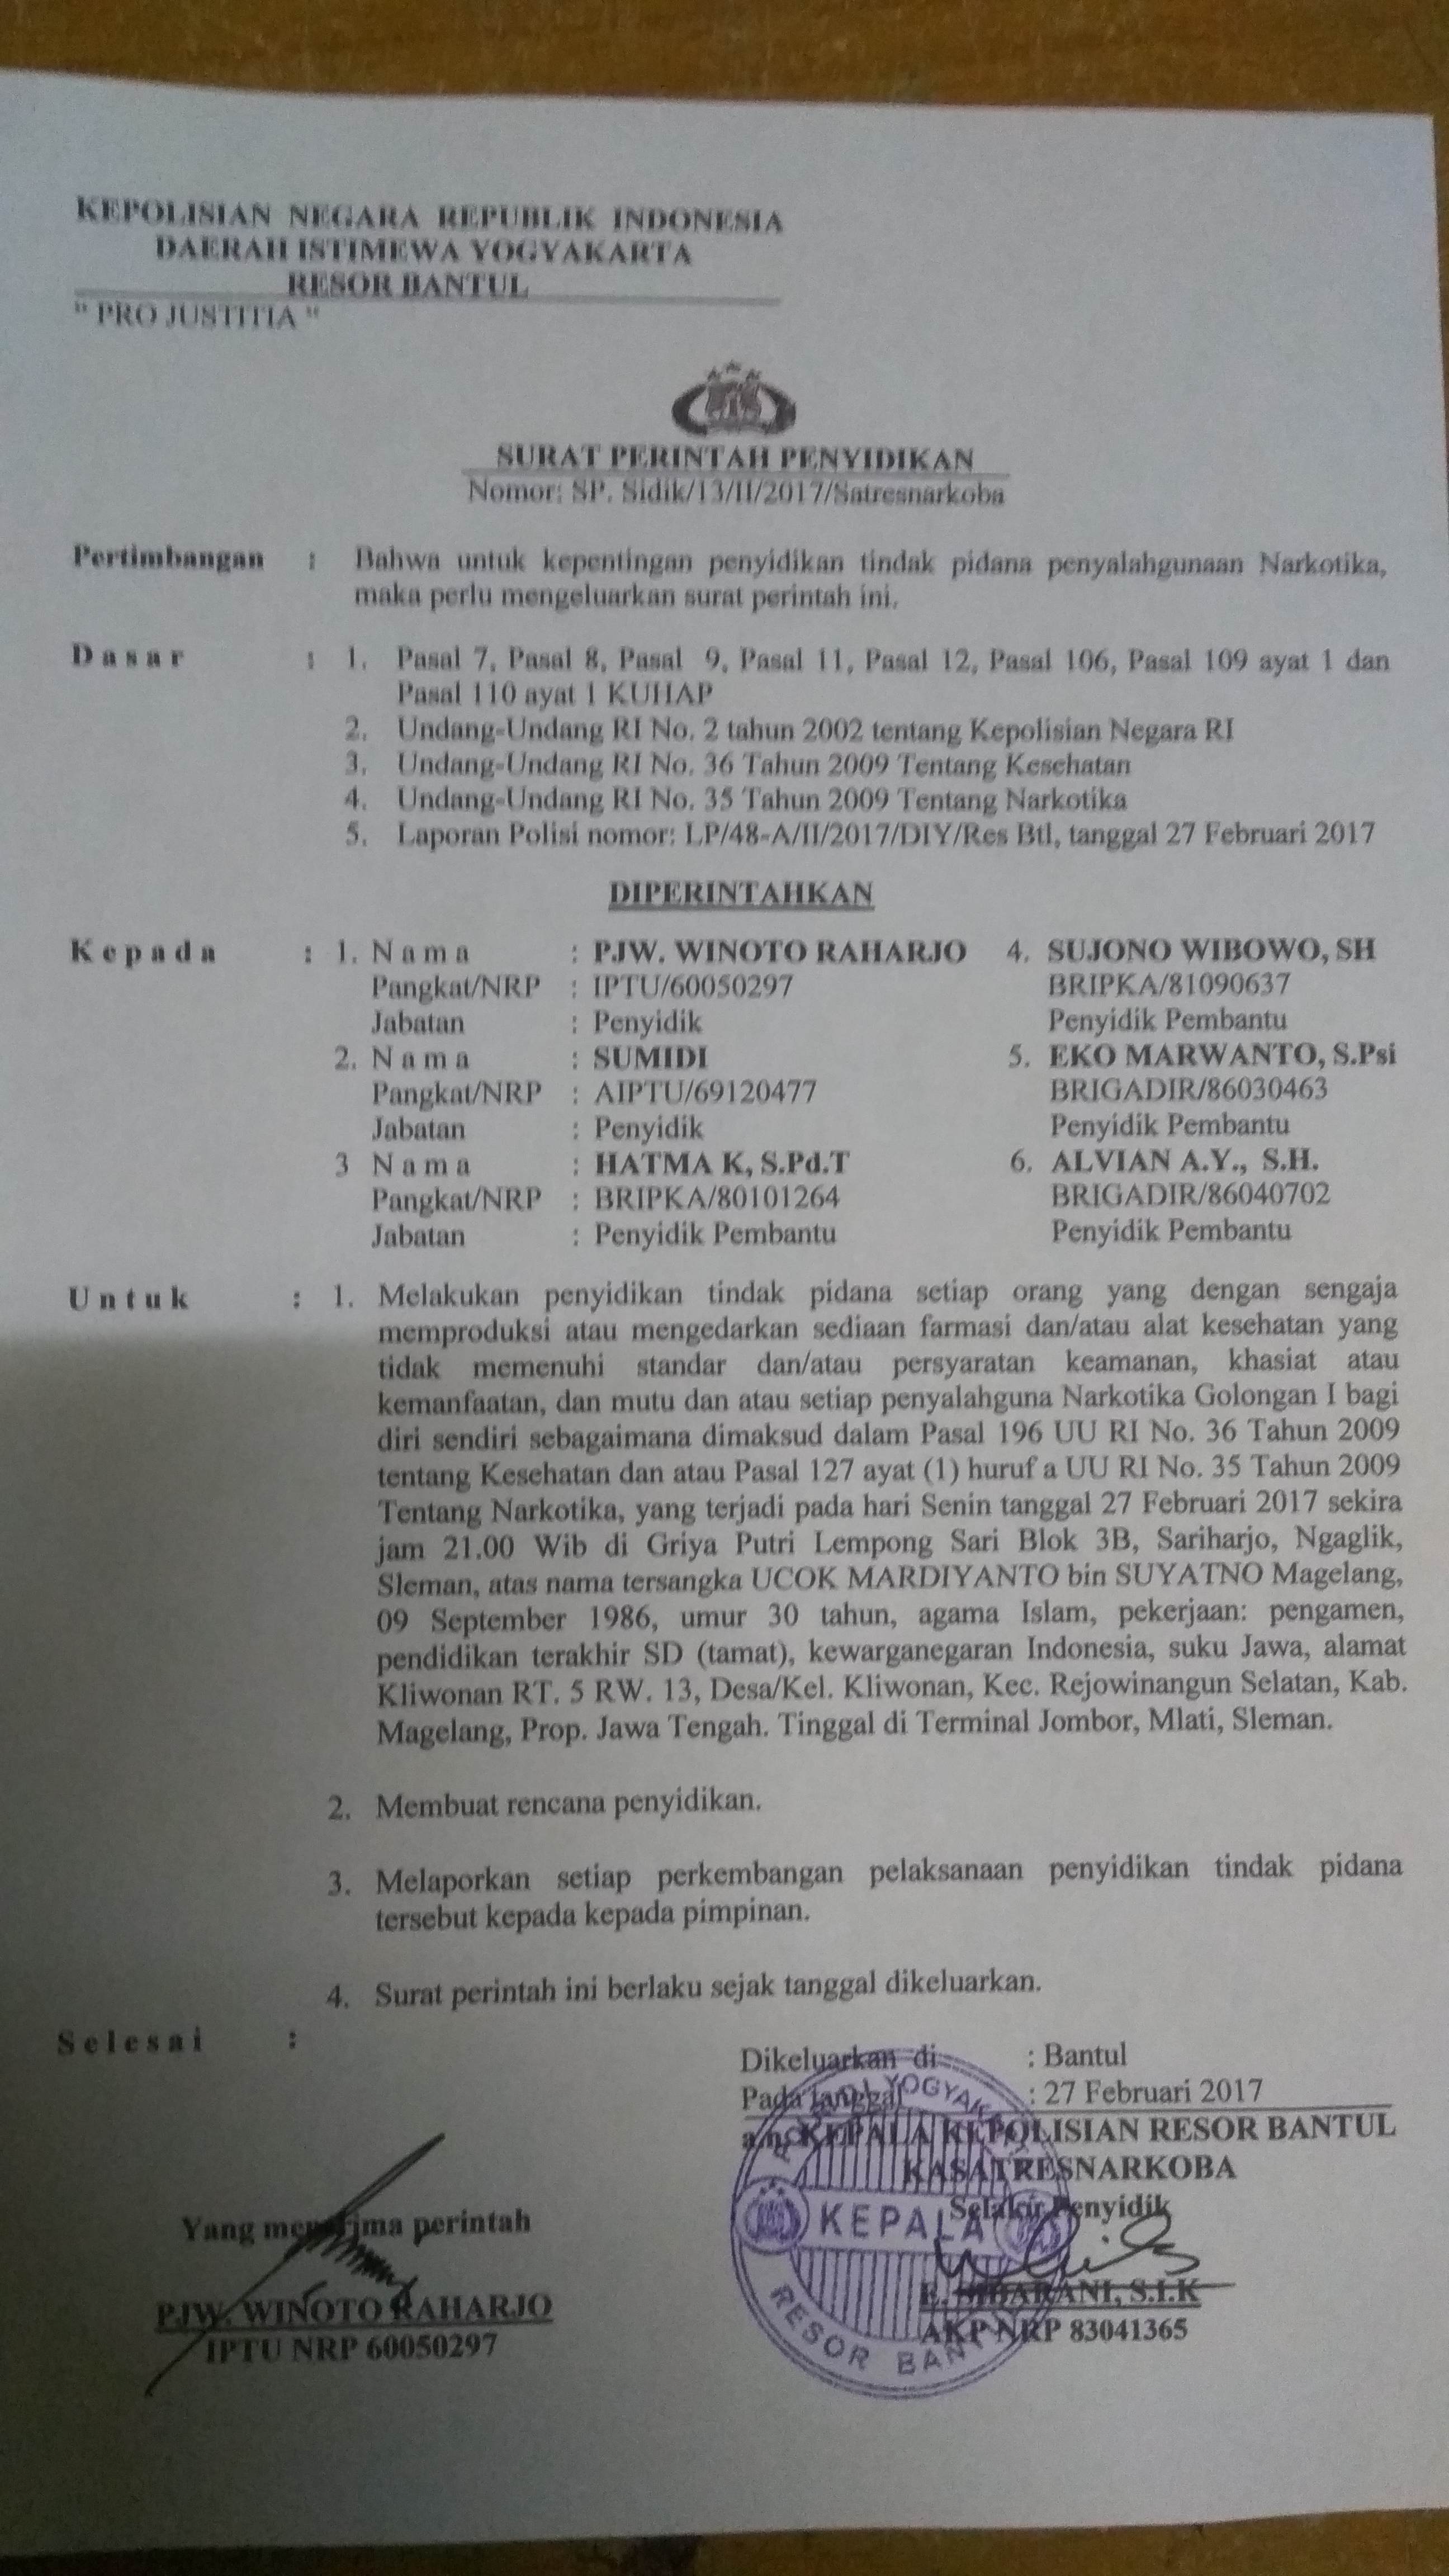 KEPOLISIAN NEGARA REPUBLIK INDONESIA
DAERAH ISTIMEWA YOGYAKARTA
RESOR BANTUL
" PRO JUSTITIA "
SURAT PERINTAH PENYIDIKAN
Nomor: SP. Sidik/13/II/2017/Satresnarkoba
Pertimbangan : Bahwa untuk kepentingan penyidikan tindak pidana penyalahgunaan Narkotika,
maka perlu mengeluarkan surat perintah ini.
Dasar : 1. Pasal 7, Pasal 8, Pasal 9, Pasal 11, Pasal 12, Pasal 106, Pasal 109 ayat 1 dan
Pasal 110 ayat 1 KUHAP
2. Undang-Undang RI No. 2 tahun 2002 tentang Kepolisian Negara RI
3. Undang-Undang RI No. 36 Tahun 2009 Tentang Kesehatan
4. Undang-Undang RI No. 35 Tahun 2009 Tentang Narkotika
5. Laporan Polisi nomor: LP/48-A/II/2017/DIY/Res Btl, tanggal 27 Februari 2017
DIPERINTAHKAN
Kepada : 1. Nama : PJW. WINOTO RAHARJO 4. SUJONO WIBOWO, SH
Pangkat/NRP : IPTU/60050297 BRIPKA/81090637
Jabatan : Penyidik Penyidik Pembantu
2. Nama : SUMIDI 5. EKO MARWANTO, S.Psi
Pangkat/NRP : AIPTU/69120477 BRIGADIR/86030463
Jabatan : Penyidik Penyidik Pembantu
3 Nama : HATMA K, S.Pd.T 6. ALVIAN A.Y., S.H.
Pangkat/NRP : BRIPKA/80101264 BRIGADIR/86040702
Jabatan : Penyidik Pembantu Penyidik Pembantu
Untuk : 1. Melakukan penyidikan tindak pidana setiap orang yang dengan sengaja
memproduksi atau mengedarkan sediaan farmasi dan/atau alat kesehatan yang
tidak memenuhi standar dan/atau persyaratan keamanan, khasiat atau
kemanfaatan, dan mutu dan atau setiap penyalahguna Narkotika Golongan I bagi
diri sendiri sebagaimana dimaksud dalam Pasal 196 UU RI No. 36 Tahun 2009
tentang Kesehatan dan atau Pasal 127 ayat (1) huruf a UU RI No. 35 Tahun 2009
Tentang Narkotika, yang terjadi pada hari Senin tanggal 27 Februari 2017 sekira
jam 21.00 Wib di Griya Putri Lempong Sari Blok 3B, Sariharjo, Ngaglik,
Sleman, atas nama tersangka UCOK MARDIYANTO bin SUYATNO Magelang,
09 September 1986, umur 30 tahun, agama Islam, pekerjaan: pengamen,
pendidikan terakhir SD (tamat), kewarganegaran Indonesia, suku Jawa, alamat
Kliwonan RT. 5 RW. 13, Desa/Kel. Kliwonan, Kec. Rejowinangun Selatan, Kab.
Magelang, Prop. Jawa Tengah. Tinggal di Terminal Jombor, Mlati, Sleman.
2. Membuat rencana penyidikan.
3. Melaporkan setiap perkembangan pelaksanaan penyidikan tindak pidana
tersebut kepada kepada pimpinan.
4. Surat perintah ini berlaku sejak tanggal dikeluarkan.
Selesai :
Dikeluarkan di : Bantul
Pada tanggal : 27 Februari 2017
a.n. KEPALA KEPOLISIAN RESOR BANTUL
KASATRESNARKOBA
Selaku Penyidik
KEPALA
RESOR BANTUL
AKP NRP 83041365
Yang menerima perintah
PJW. WINOTO RAHARJO
IPTU NRP 60050297